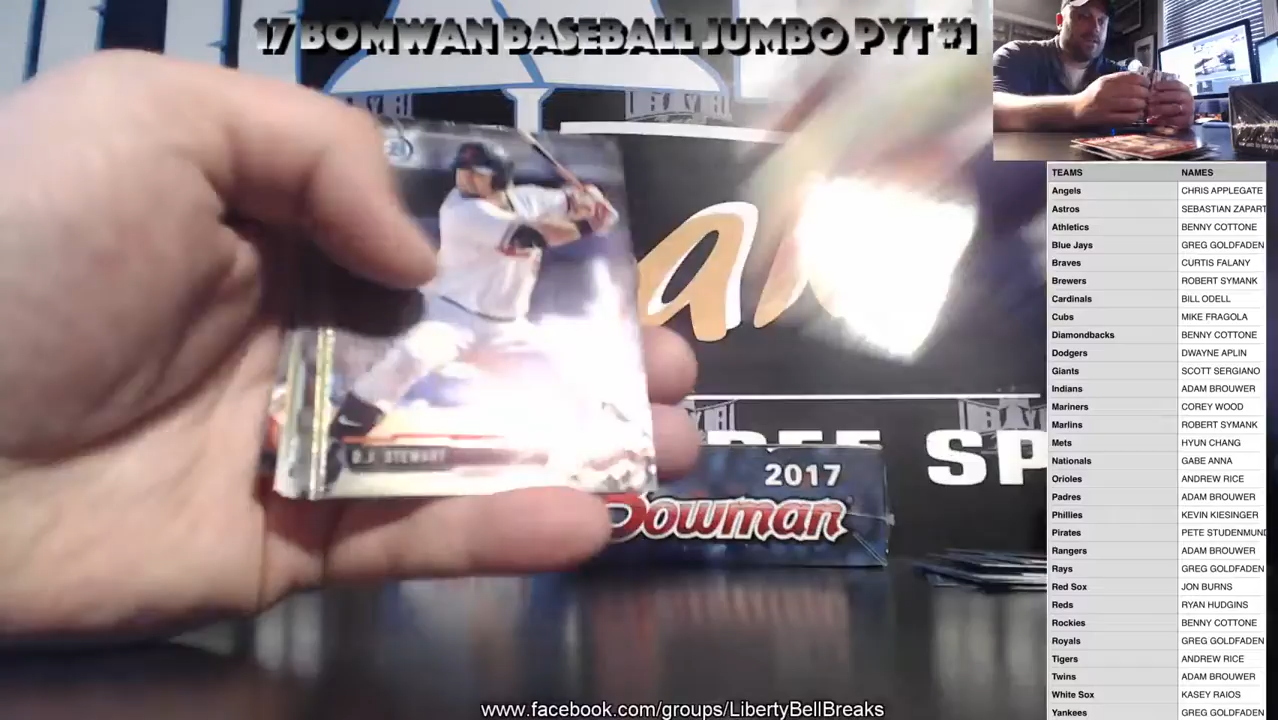 17 BOMWAN BASEBALL JUMBO PYT #1
D.J. STEWART
2017
Bowman
FREE SP
TEAMS NAMES
Angels CHRIS APPLEGATE
Astros SEBASTIAN ZAPART
Athletics BENNY COTTONE
Blue Jays GREG GOLDFADEN
Braves CURTIS FALANY
Brewers ROBERT SYMANK
Cardinals BILL ODELL
Cubs MIKE FRAGOLA
Diamondbacks BENNY COTTONE
Dodgers DWAYNE APLIN
Giants SCOTT SERGIANO
Indians ADAM BROUWER
Mariners COREY WOOD
Marlins ROBERT SYMANK
Mets HYUN CHANG
Nationals GABE ANNA
Orioles ANDREW RICE
Padres ADAM BROUWER
Phillies KEVIN KIESINGER
Pirates PETE STUDENMUND
Rangers ADAM BROUWER
Rays GREG GOLDFADEN
Red Sox JON BURNS
Reds RYAN HUDGINS
Rockies BENNY COTTONE
Royals GREG GOLDFADEN
Tigers ANDREW RICE
Twins ADAM BROUWER
White Sox KASEY RAIOS
Yankees GREG GOLDFADEN
www.facebook.com/groups/LibertyBellBreaks